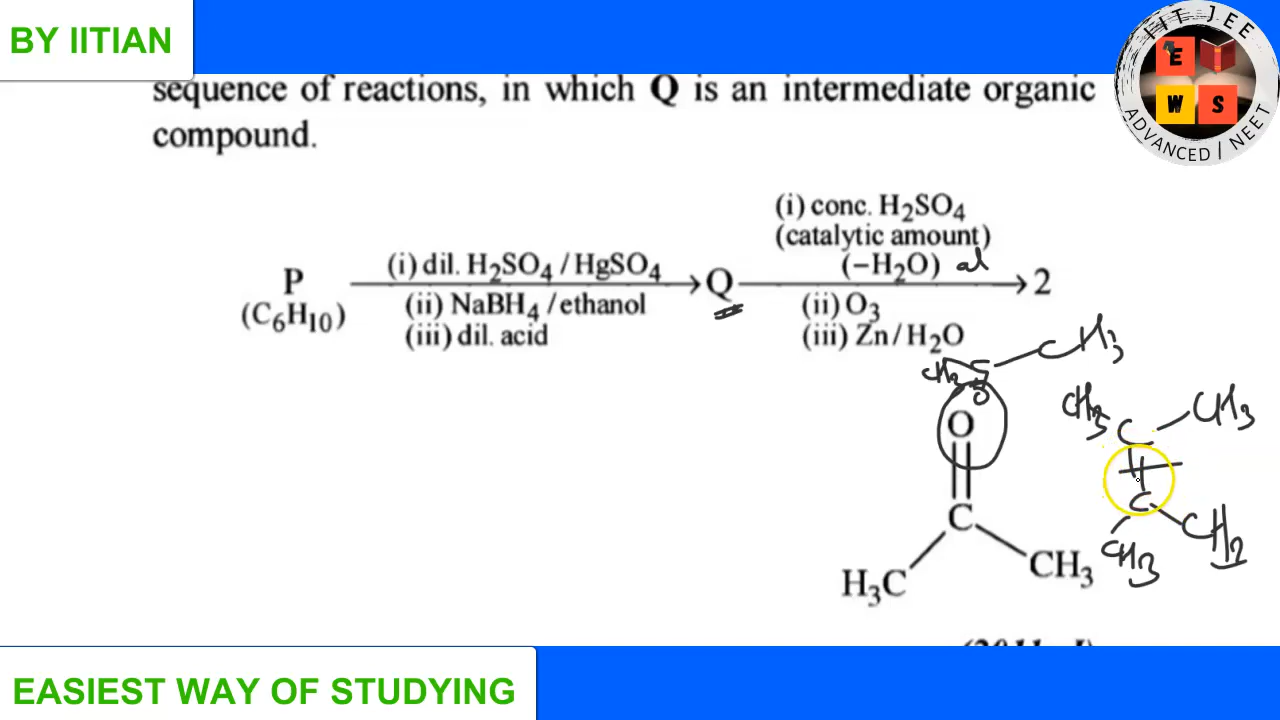 BY IITIAN
IIT JEE
E
W S
ADVANCED / NEET
sequence of reactions, in which Q is an intermediate organic
compound.
(i) conc. H2SO4
(catalytic amount)
(i) dil. H2SO4/HgSO4
(–H2O) al
P
Q
2
(C6H10)
(ii) NaBH4/ethanol
(iii) dil. acid
(ii) O3
(iii) Zn/H2O
CH3
CH3
O
CH3
C
CH3
O
C
C
CH3
CH2
H3C
CH3
EASIEST WAY OF STUDYING